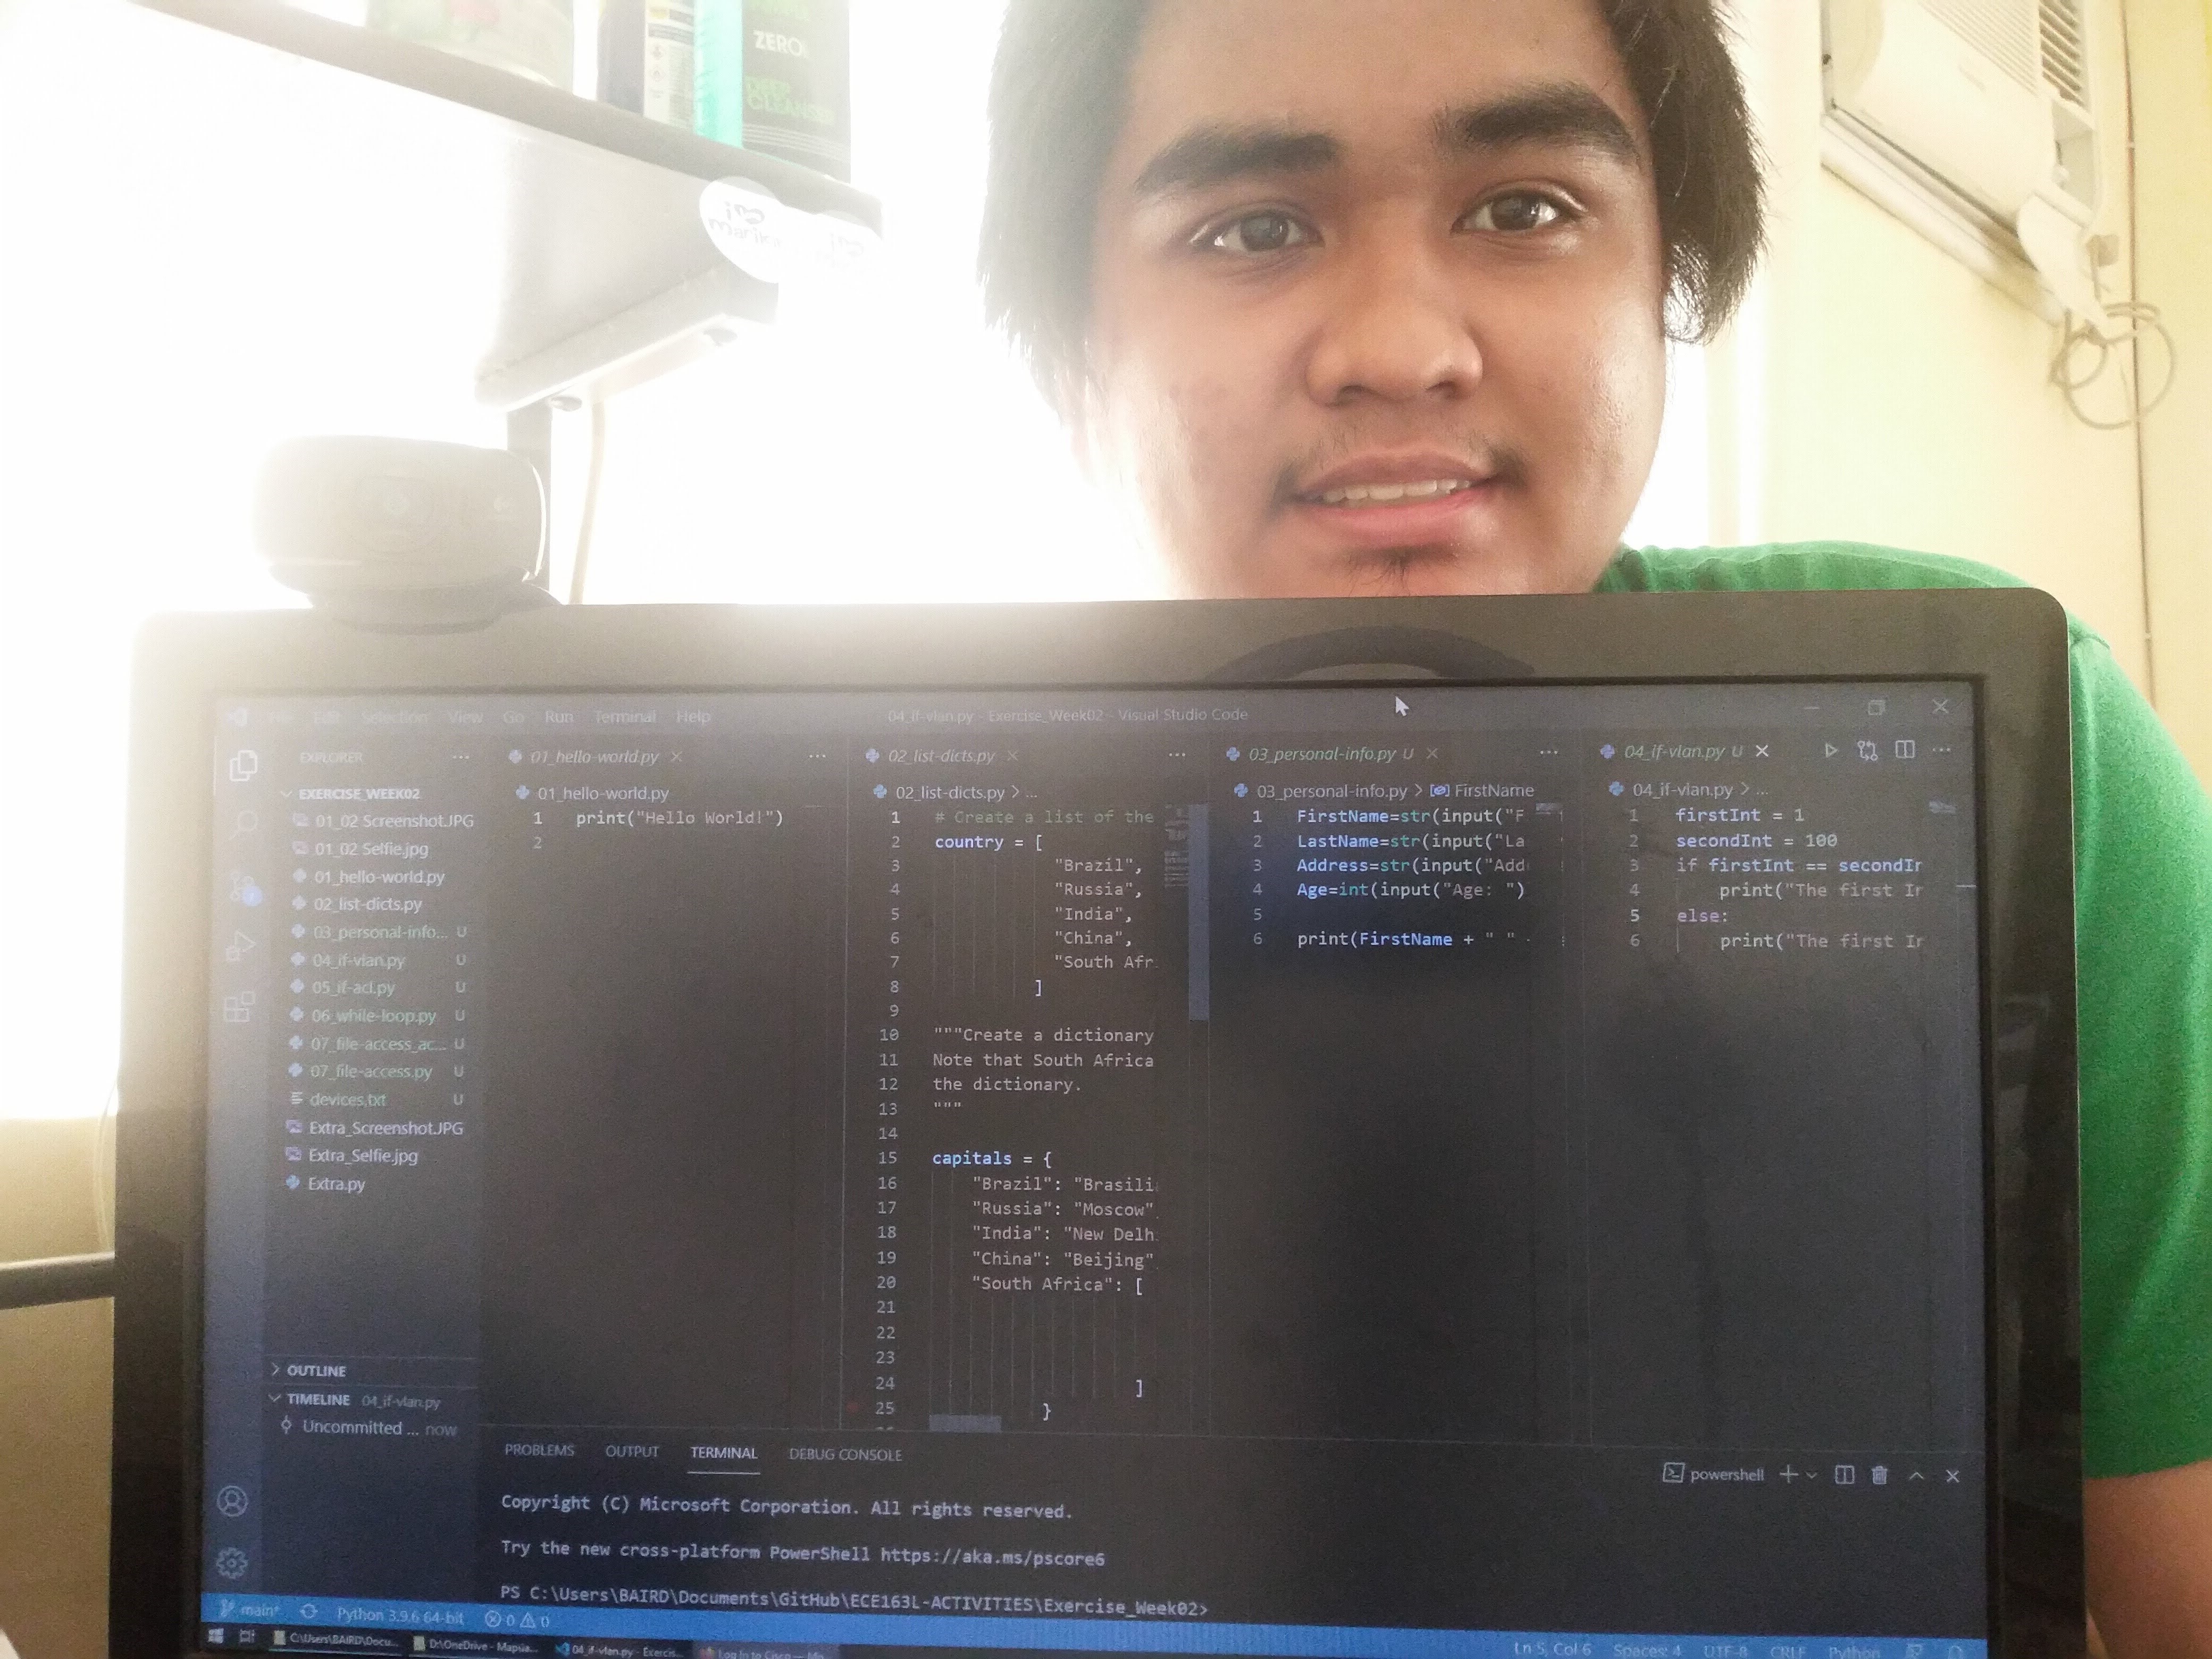 ZERO
DEEP
CLEANSER
i
marikina
Edit Selection View Go Run Terminal Help
04_if-vlan.py - Exercise_Week02 - Visual Studio Code
EXPLORER ...
EXERCISE_WEEK02
01_02 Screenshot.JPG
01_02 Selfie.jpg
01_hello-world.py
02_list-dicts.py
03_personal-info... U
04_if-vlan.py U
05_if-acl.py U
06_while-loop.py U
07_file-access_ac... U
07_file-access.py U
devices.txt U
Extra_Screenshot.JPG
Extra_Selfie.jpg
Extra.py
OUTLINE
TIMELINE 04_if-vlan.py
Uncommitted ... now
01_hello-world.py
01_hello-world.py
1 print("Hello World!")
2
02_list-dicts.py
02_list-dicts.py > ...
1 # Create a list of the
2 country = [
3 "Brazil",
4 "Russia",
5 "India",
6 "China",
7 "South Afr
8 ]
9
10 """Create a dictionary
11 Note that South Africa
12 the dictionary.
13 """
14
15 capitals = {
16 "Brazil": "Brasili
17 "Russia": "Moscow"
18 "India": "New Delh
19 "China": "Beijing"
20 "South Africa": [
21
22
23
24 ]
25 }
03_personal-info.py U
03_personal-info.py > FirstName
1 FirstName=str(input("F
2 LastName=str(input("La
3 Address=str(input("Add
4 Age=int(input("Age: ")
5
6 print(FirstName + " "
04_if-vlan.py U
04_if-vlan.py > ...
1 firstInt = 1
2 secondInt = 100
3 if firstInt == secondIn
4 print("The first In
5 else:
6 print("The first In
PROBLEMS OUTPUT TERMINAL DEBUG CONSOLE
powershell
Copyright (C) Microsoft Corporation. All rights reserved.
Try the new cross-platform PowerShell https://aka.ms/pscore6
PS C:\Users\BAIRD\Documents\GitHub\ECE163L-ACTIVITIES\Exercise_Week02>
main* Python 3.9.6 64-bit 0 0
Ln 5, Col 6 Spaces: 4 UTF-8 CRLF Python
C:\Users\BAIRD\Docu... D:\OneDrive - Mapúa... 04_if-vlan.py - Exercis... Log In to Cisco — Mo...